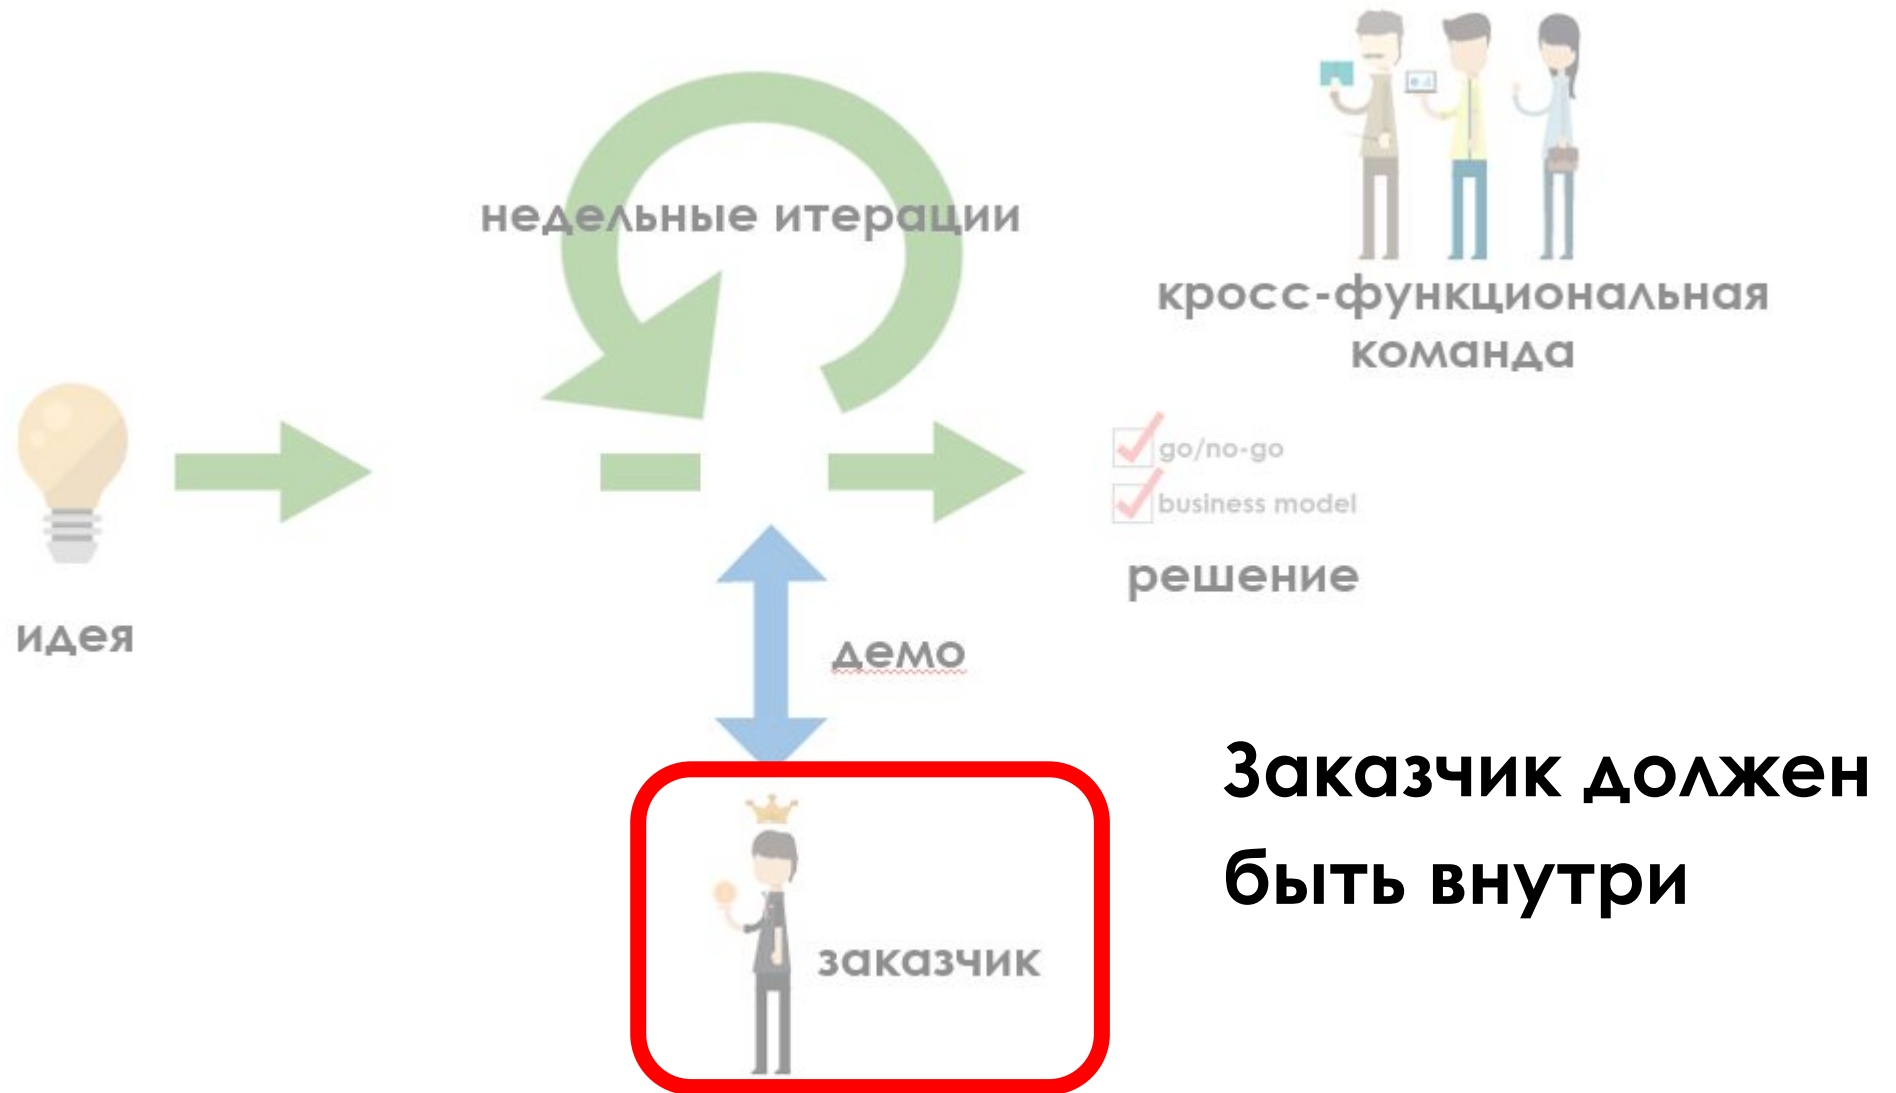 недельные итерации
кросс-функциональная
команда
go/no-go
business model
решение
идея
демо
Заказчик должен
быть внутри
заказчик